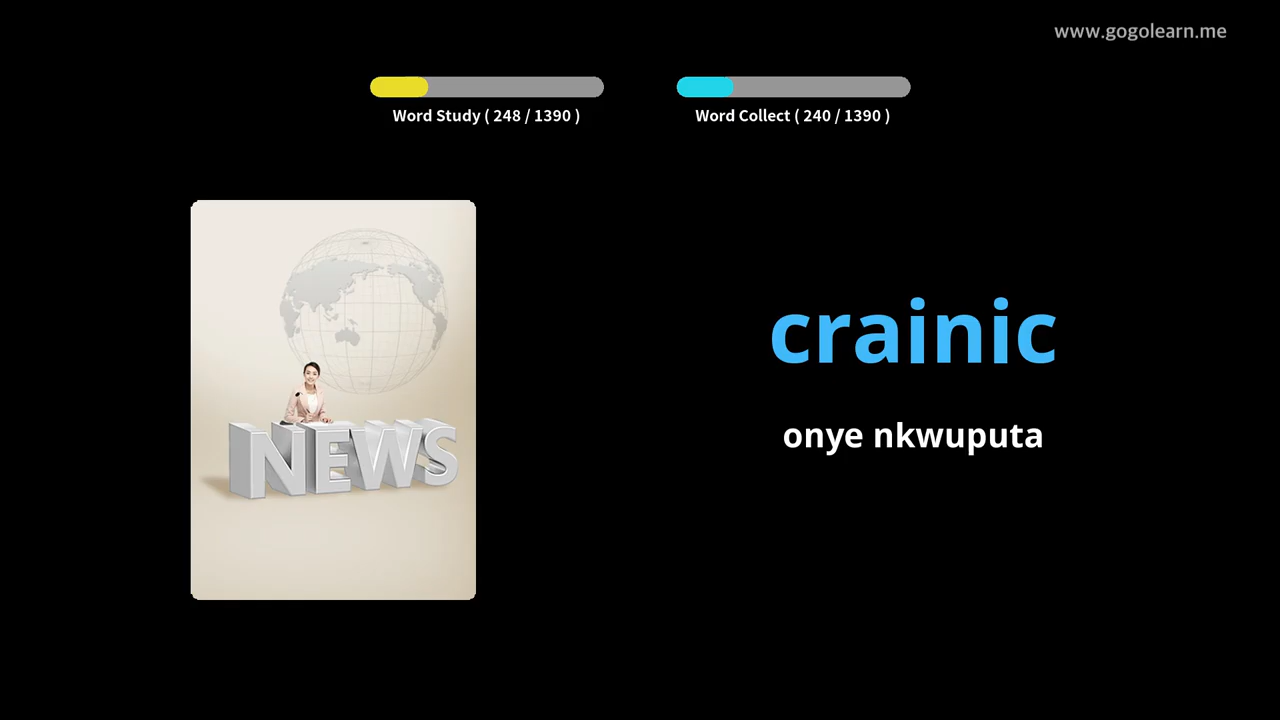 www.gogolearn.me
Word Study ( 248 / 1390 )
Word Collect ( 240 / 1390 )
NEWS
crainic
onye nkwuputa